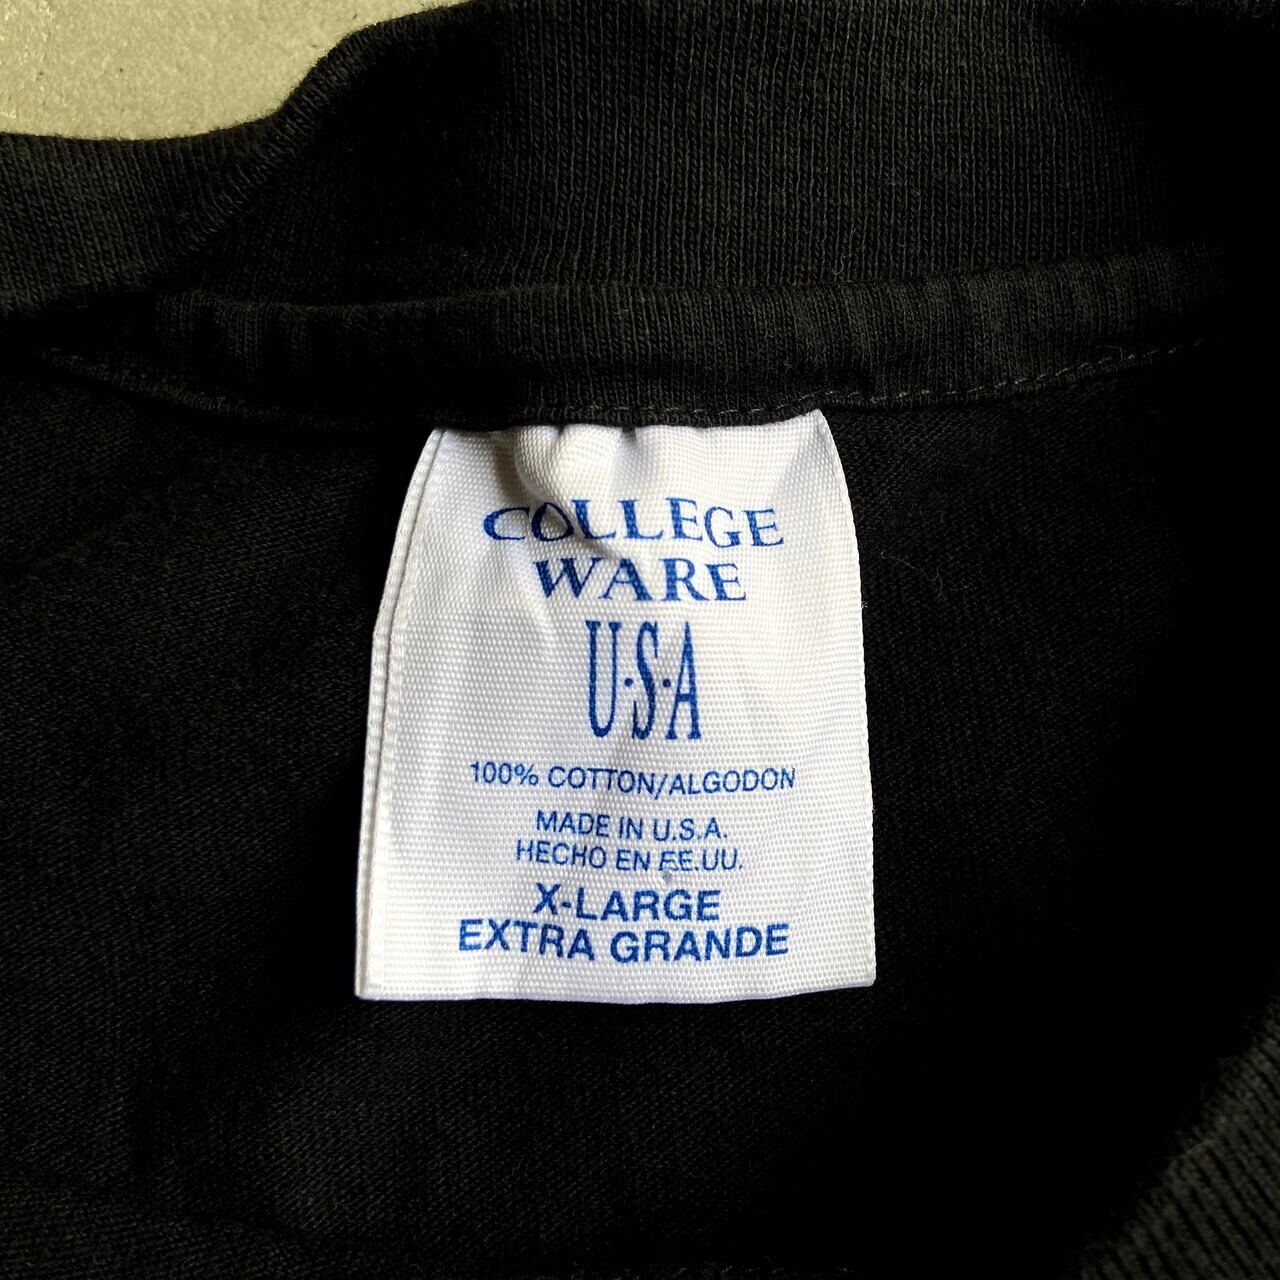 COLLEGE
WARE
U·S·A
100% COTTON/ALGODON
MADE IN U.S.A.
HECHO EN EE.UU.
X-LARGE
EXTRA GRANDE